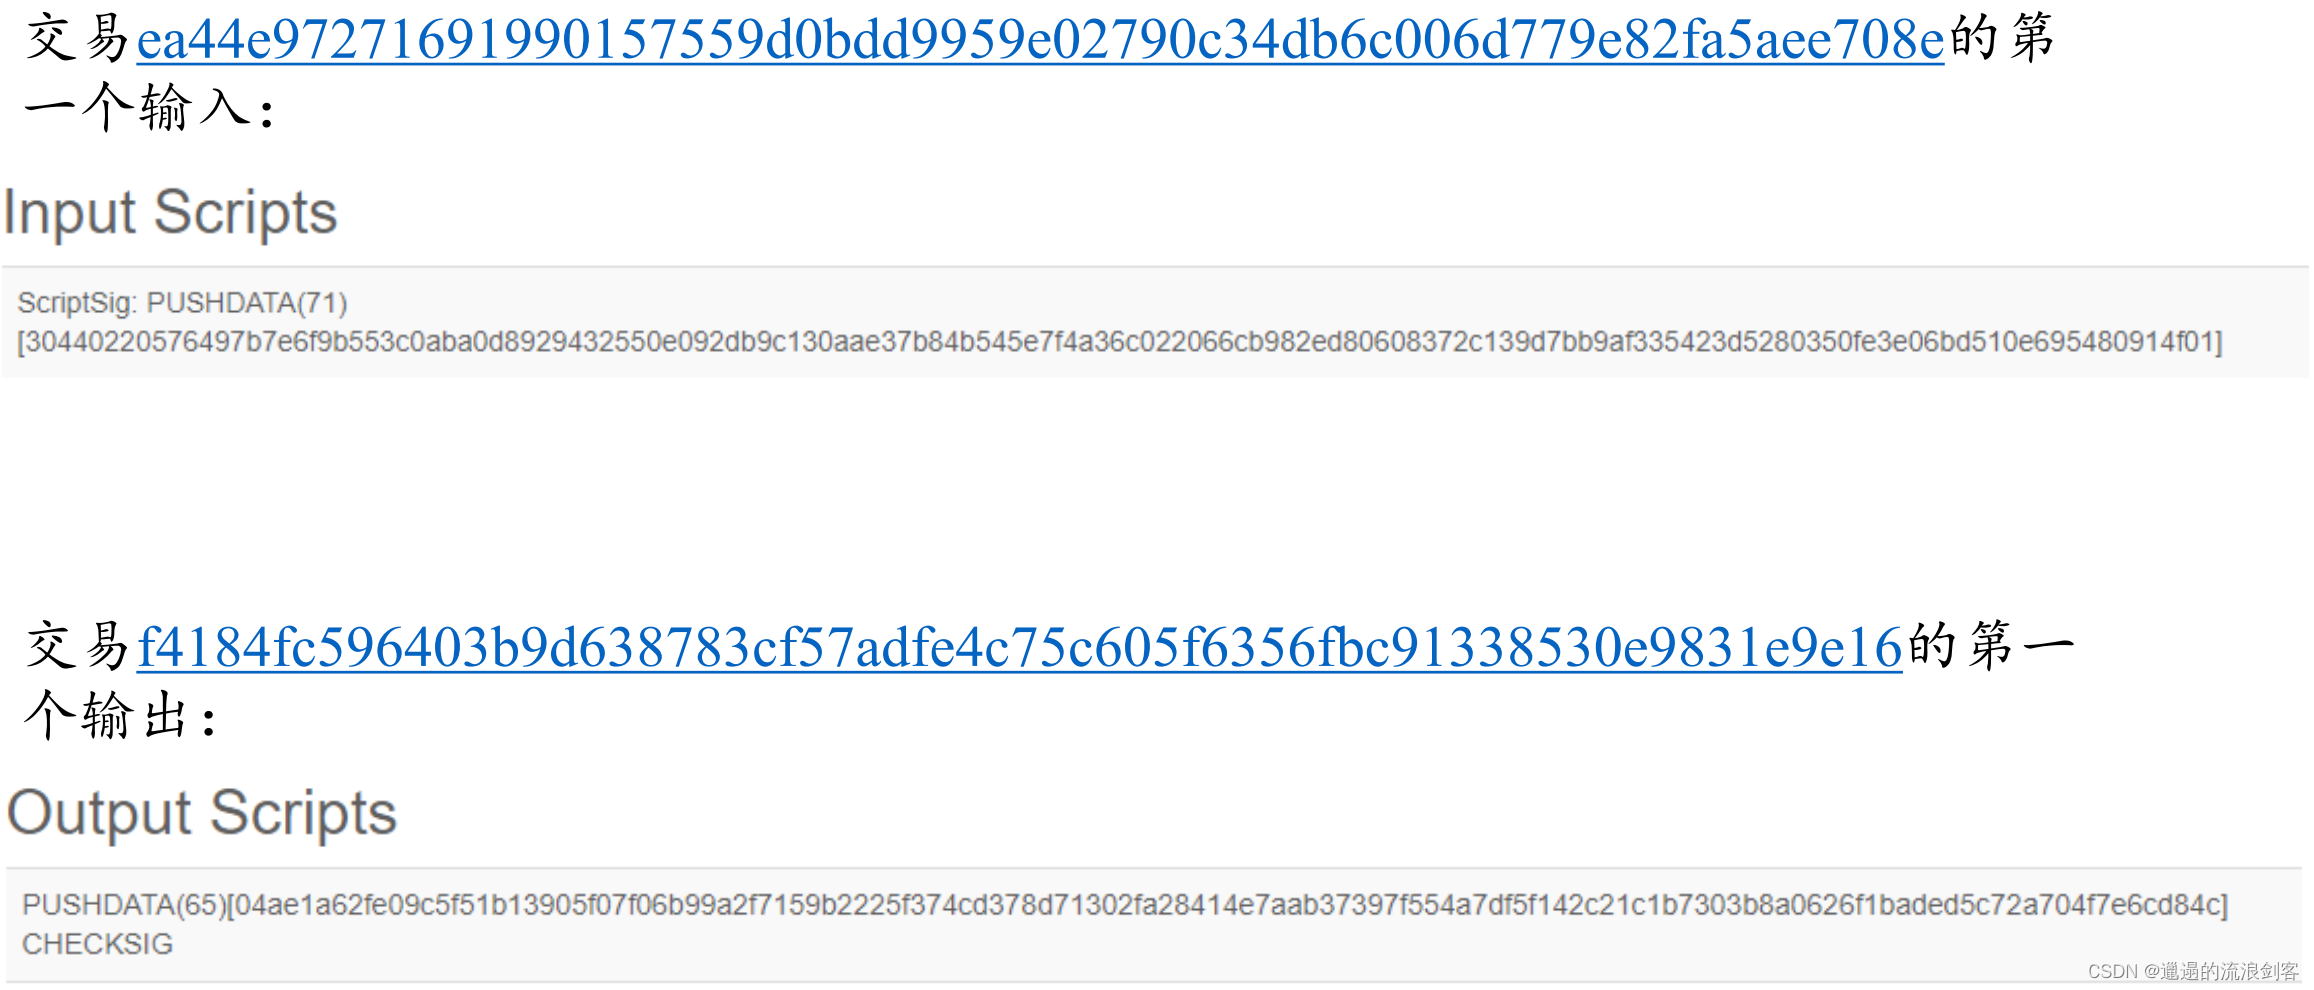 交易ea44e97271691990157559d0bdd9959e02790c34db6c006d779e82fa5aee708e的第
一个输入：
Input Scripts
ScriptSig: PUSHDATA(71)
[30440220576497b7e6f9b553c0aba0d8929432550e092db9c130aae37b84b545e7f4a36c022066cb982ed80608372c139d7bb9af335423d5280350fe3e06bd510e695480914f01]
交易f4184fc596403b9d638783cf57adfe4c75c605f6356fbc91338530e9831e9e16的第一
个输出：
Output Scripts
PUSHDATA(65)[04ae1a62fe09c5f51b13905f07f06b99a2f7159b2225f374cd378d71302fa28414e7aab37397f554a7df5f142c21c1b7303b8a0626f1baded5c72a704f7e6cd84c]
CHECKSIG
CSDN @邋遢的流浪剑客